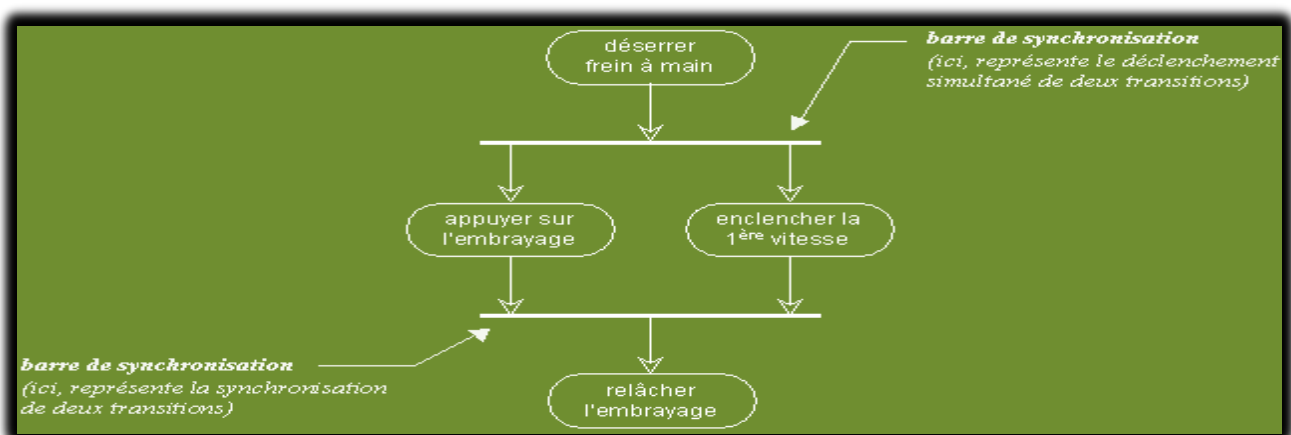 déserrer
frein à main
barre de synchronisation
(ici, représente le déclenchement
simultané de deux transitions)
appuyer sur
l'embrayage
enclencher la
1ère vitesse
barre de synchronisation
(ici, représente la synchronisation
de deux transitions)
relâcher
l'embrayage